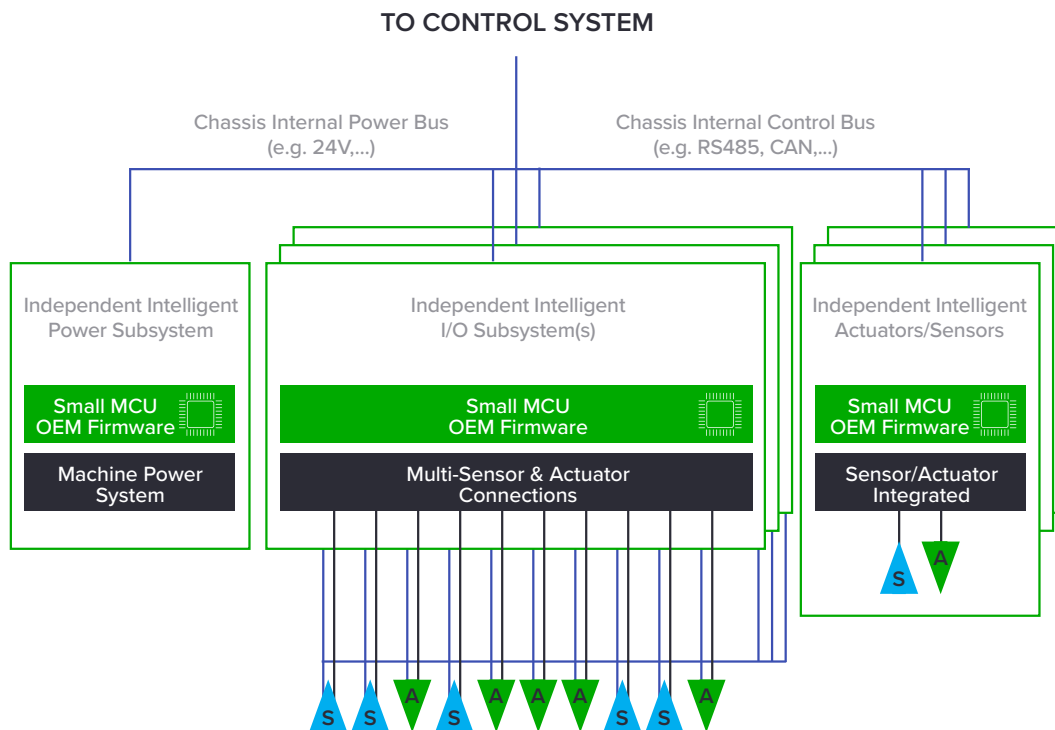 TO CONTROL SYSTEM
Chassis Internal Power Bus
(e.g. 24V,...)
Chassis Internal Control Bus
(e.g. RS485, CAN,...)
Independent Intelligent
Power Subsystem
Small MCU
OEM Firmware
Machine Power
System
Independent Intelligent
I/O Subsystem(s)
Small MCU
OEM Firmware
Multi-Sensor & Actuator
Connections
Independent Intelligent
Actuators/Sensors
Small MCU
OEM Firmware
Sensor/Actuator
Integrated
S A
S S A S A A A S S A